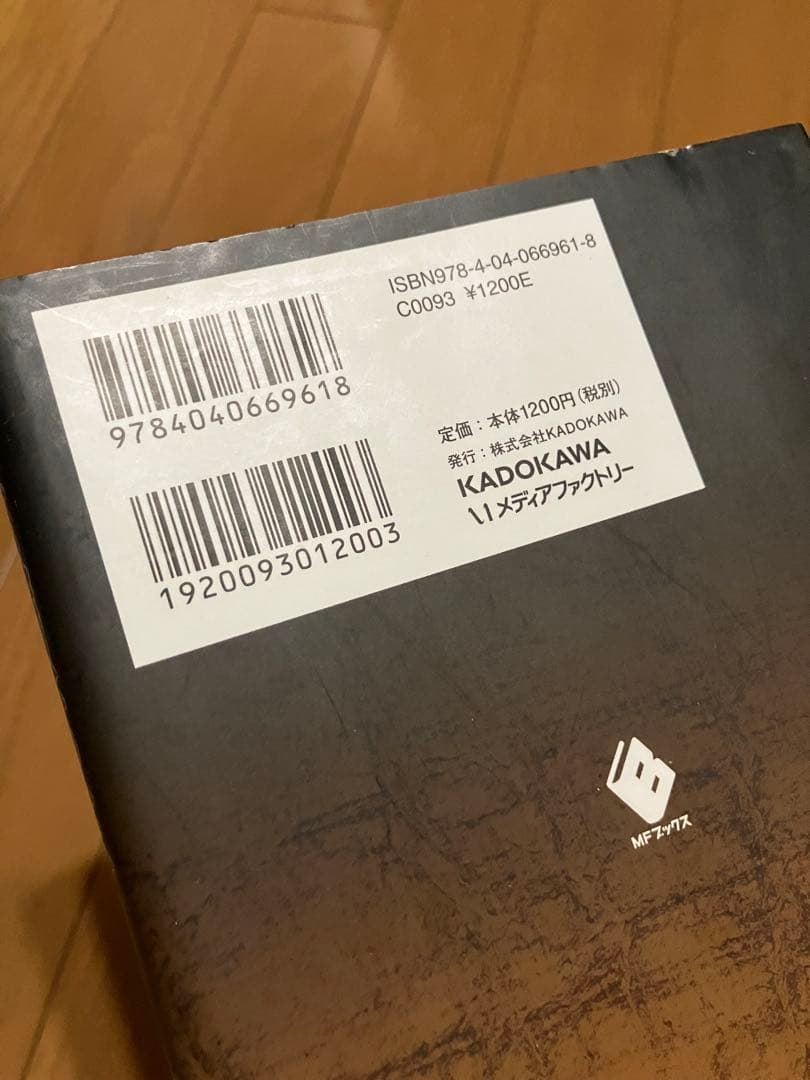 ISBN978-4-04-066961-8
C0093 ¥1200E
9784040669618
1920093012003
定価：本体1200円（税別）
発行：株式会社KADOKAWA
KADOKAWA
メディアファクトリー
MFブックス